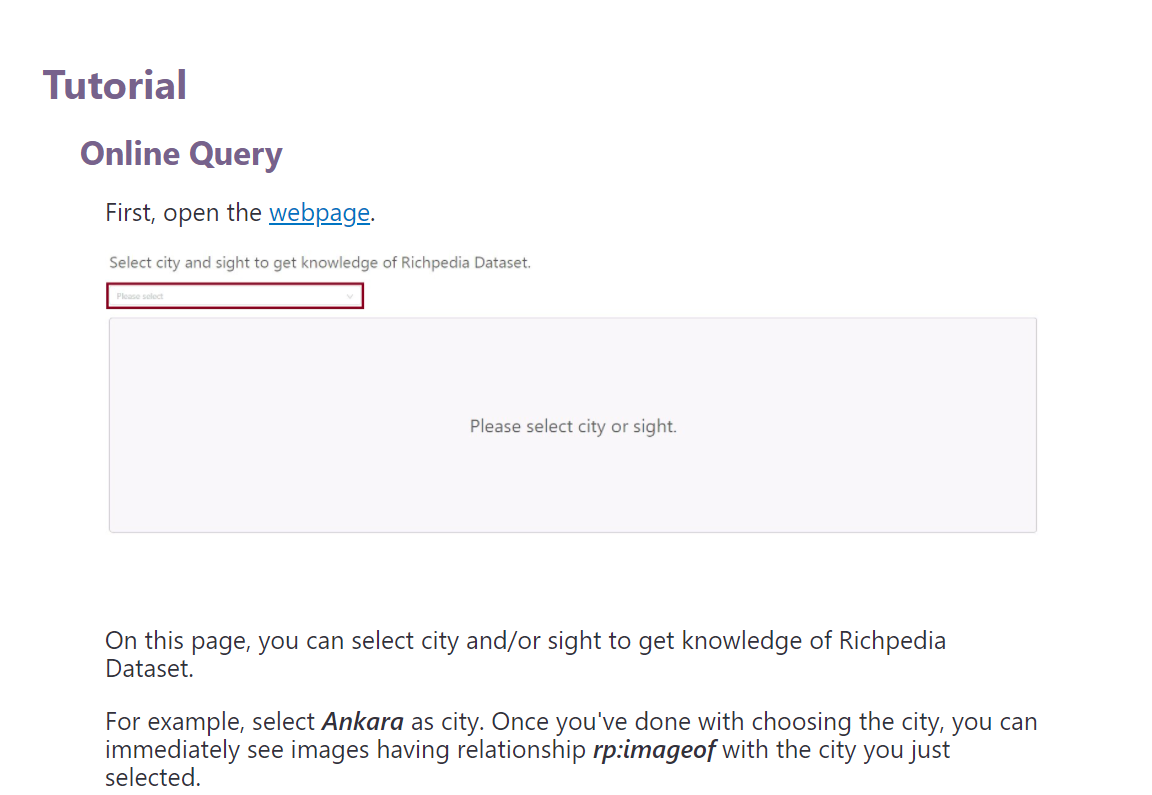 Tutorial
Online Query
First, open the webpage.
Select city and sight to get knowledge of Richpedia Dataset.
Please select
Please select city or sight.
On this page, you can select city and/or sight to get knowledge of Richpedia
Dataset.
For example, select Ankara as city. Once you've done with choosing the city, you can
immediately see images having relationship rp:imageof with the city you just
selected.